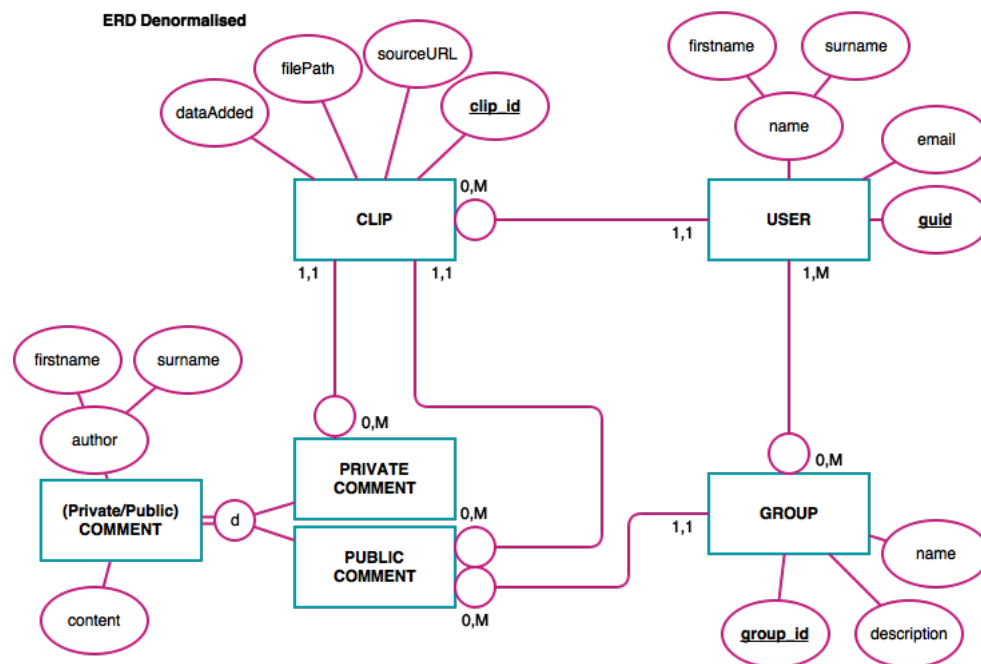 ERD Denormalised
sourceURL
firstname
surname
filePath
clip_id
dataAdded
name
email
0,M
CLIP
USER
guid
1,1
1,1
1,1
1,M
firstname
surname
0,M
0,M
author
PRIVATE
COMMENT
(Private/Public)
COMMENT
d
0,M
GROUP
1,1
PUBLIC
COMMENT
name
content
0,M
group_id
description